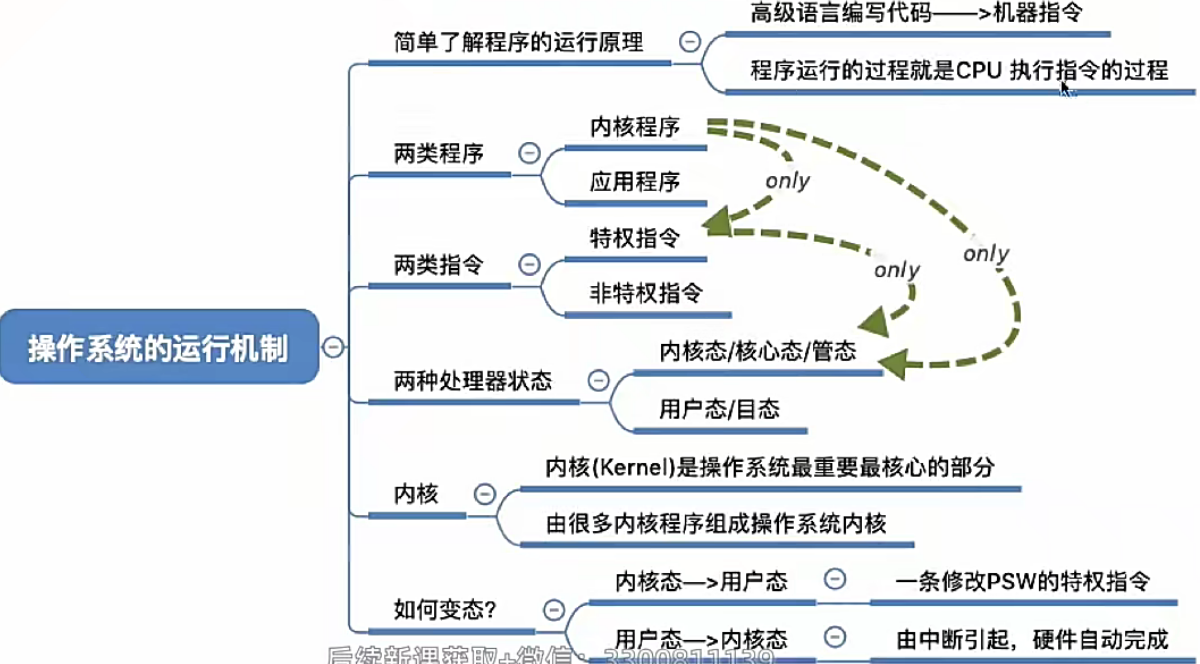 高级语言编写代码——>机器指令
简单了解程序的运行原理
程序运行的过程就是CPU 执行指令的过程
内核程序
两类程序
only
应用程序
特权指令
only
两类指令
only
非特权指令
操作系统的运行机制
内核态/核心态/管态
两种处理器状态
用户态/目态
内核(Kernel)是操作系统最重要最核心的部分
内核
由很多内核程序组成操作系统内核
内核态—>用户态
一条修改PSW的特权指令
如何变态?
用户态—>内核态
由中断引起，硬件自动完成
后续新课获取+微信：3300811139